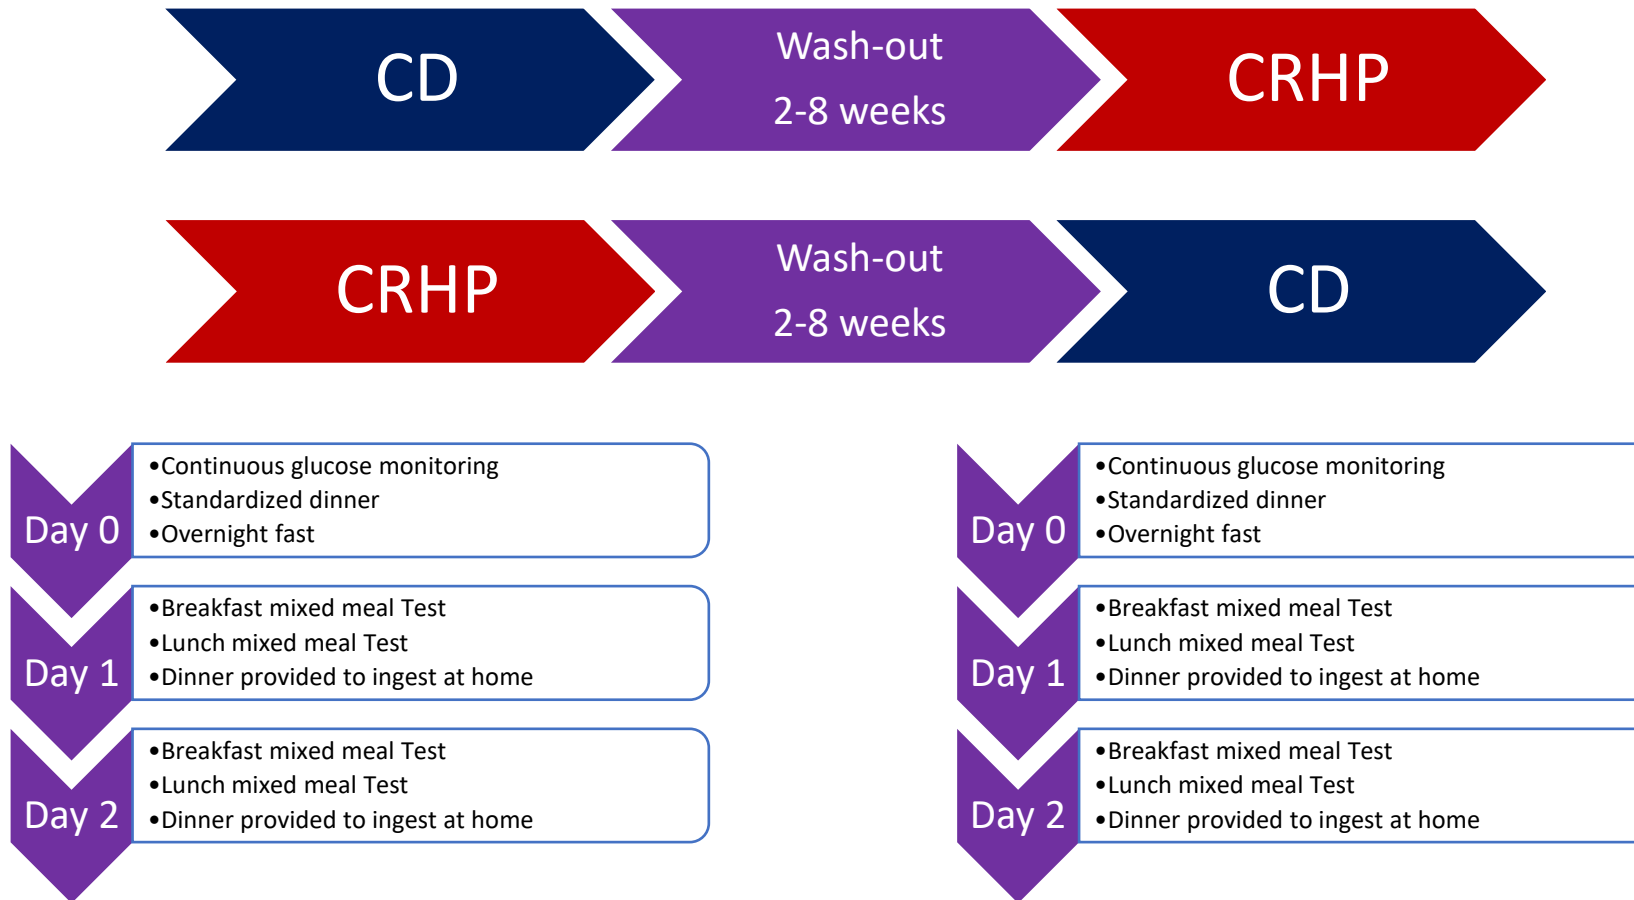 CD
Wash-out
2-8 weeks
CRHP
CRHP
Wash-out
2-8 weeks
CD
Day 0
•Continuous glucose monitoring
•Standardized dinner
•Overnight fast
Day 1
•Breakfast mixed meal Test
•Lunch mixed meal Test
•Dinner provided to ingest at home
Day 2
•Breakfast mixed meal Test
•Lunch mixed meal Test
•Dinner provided to ingest at home
Day 0
•Continuous glucose monitoring
•Standardized dinner
•Overnight fast
Day 1
•Breakfast mixed meal Test
•Lunch mixed meal Test
•Dinner provided to ingest at home
Day 2
•Breakfast mixed meal Test
•Lunch mixed meal Test
•Dinner provided to ingest at home